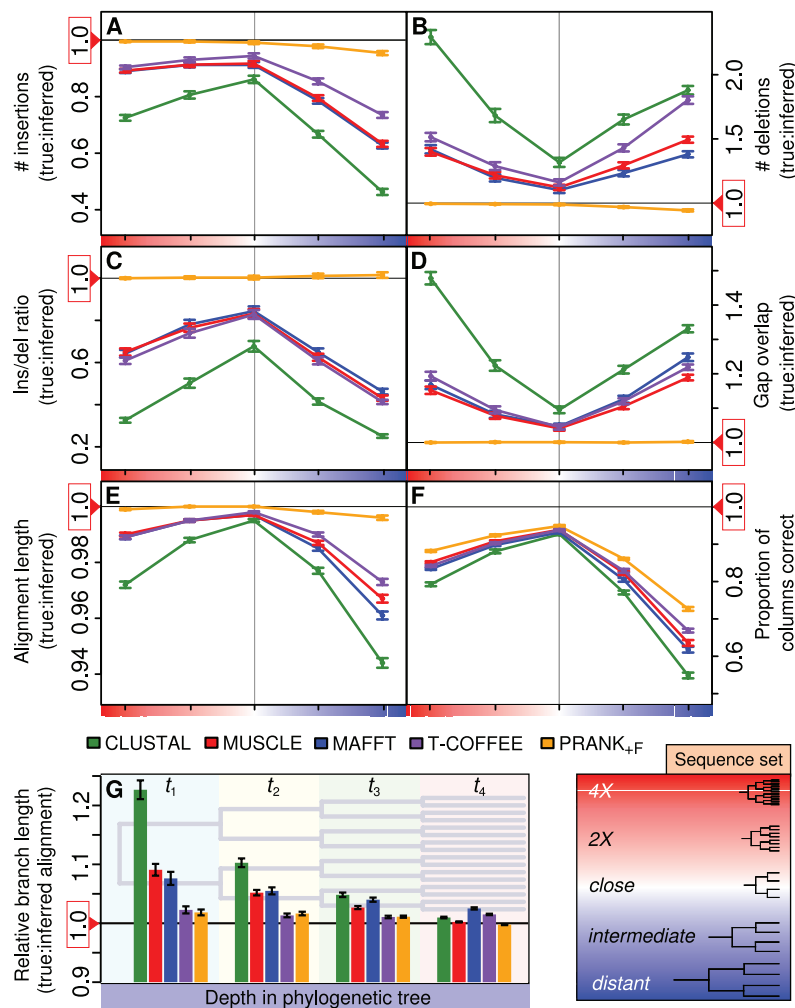 A
B
1.0
0.8
0.6
0.4
# insertions
(true:inferred)
2.0
1.5
1.0
# deletions
(true:inferred)
C
D
1.0
0.6
0.2
Ins/del ratio
(true:inferred)
1.4
1.2
1.0
Gap overlap
(true:inferred)
E
F
1.0
0.98
0.96
0.94
Alignment length
(true:inferred)
1.0
0.8
0.6
Proportion of
columns correct
CLUSTAL MUSCLE MAFFT T-COFFEE PRANK+F
G
t1 t2 t3 t4
1.2
1.1
1.0
0.9
Relative branch length
(true:inferred alignment)
Depth in phylogenetic tree
Sequence set
4X
2X
close
intermediate
distant